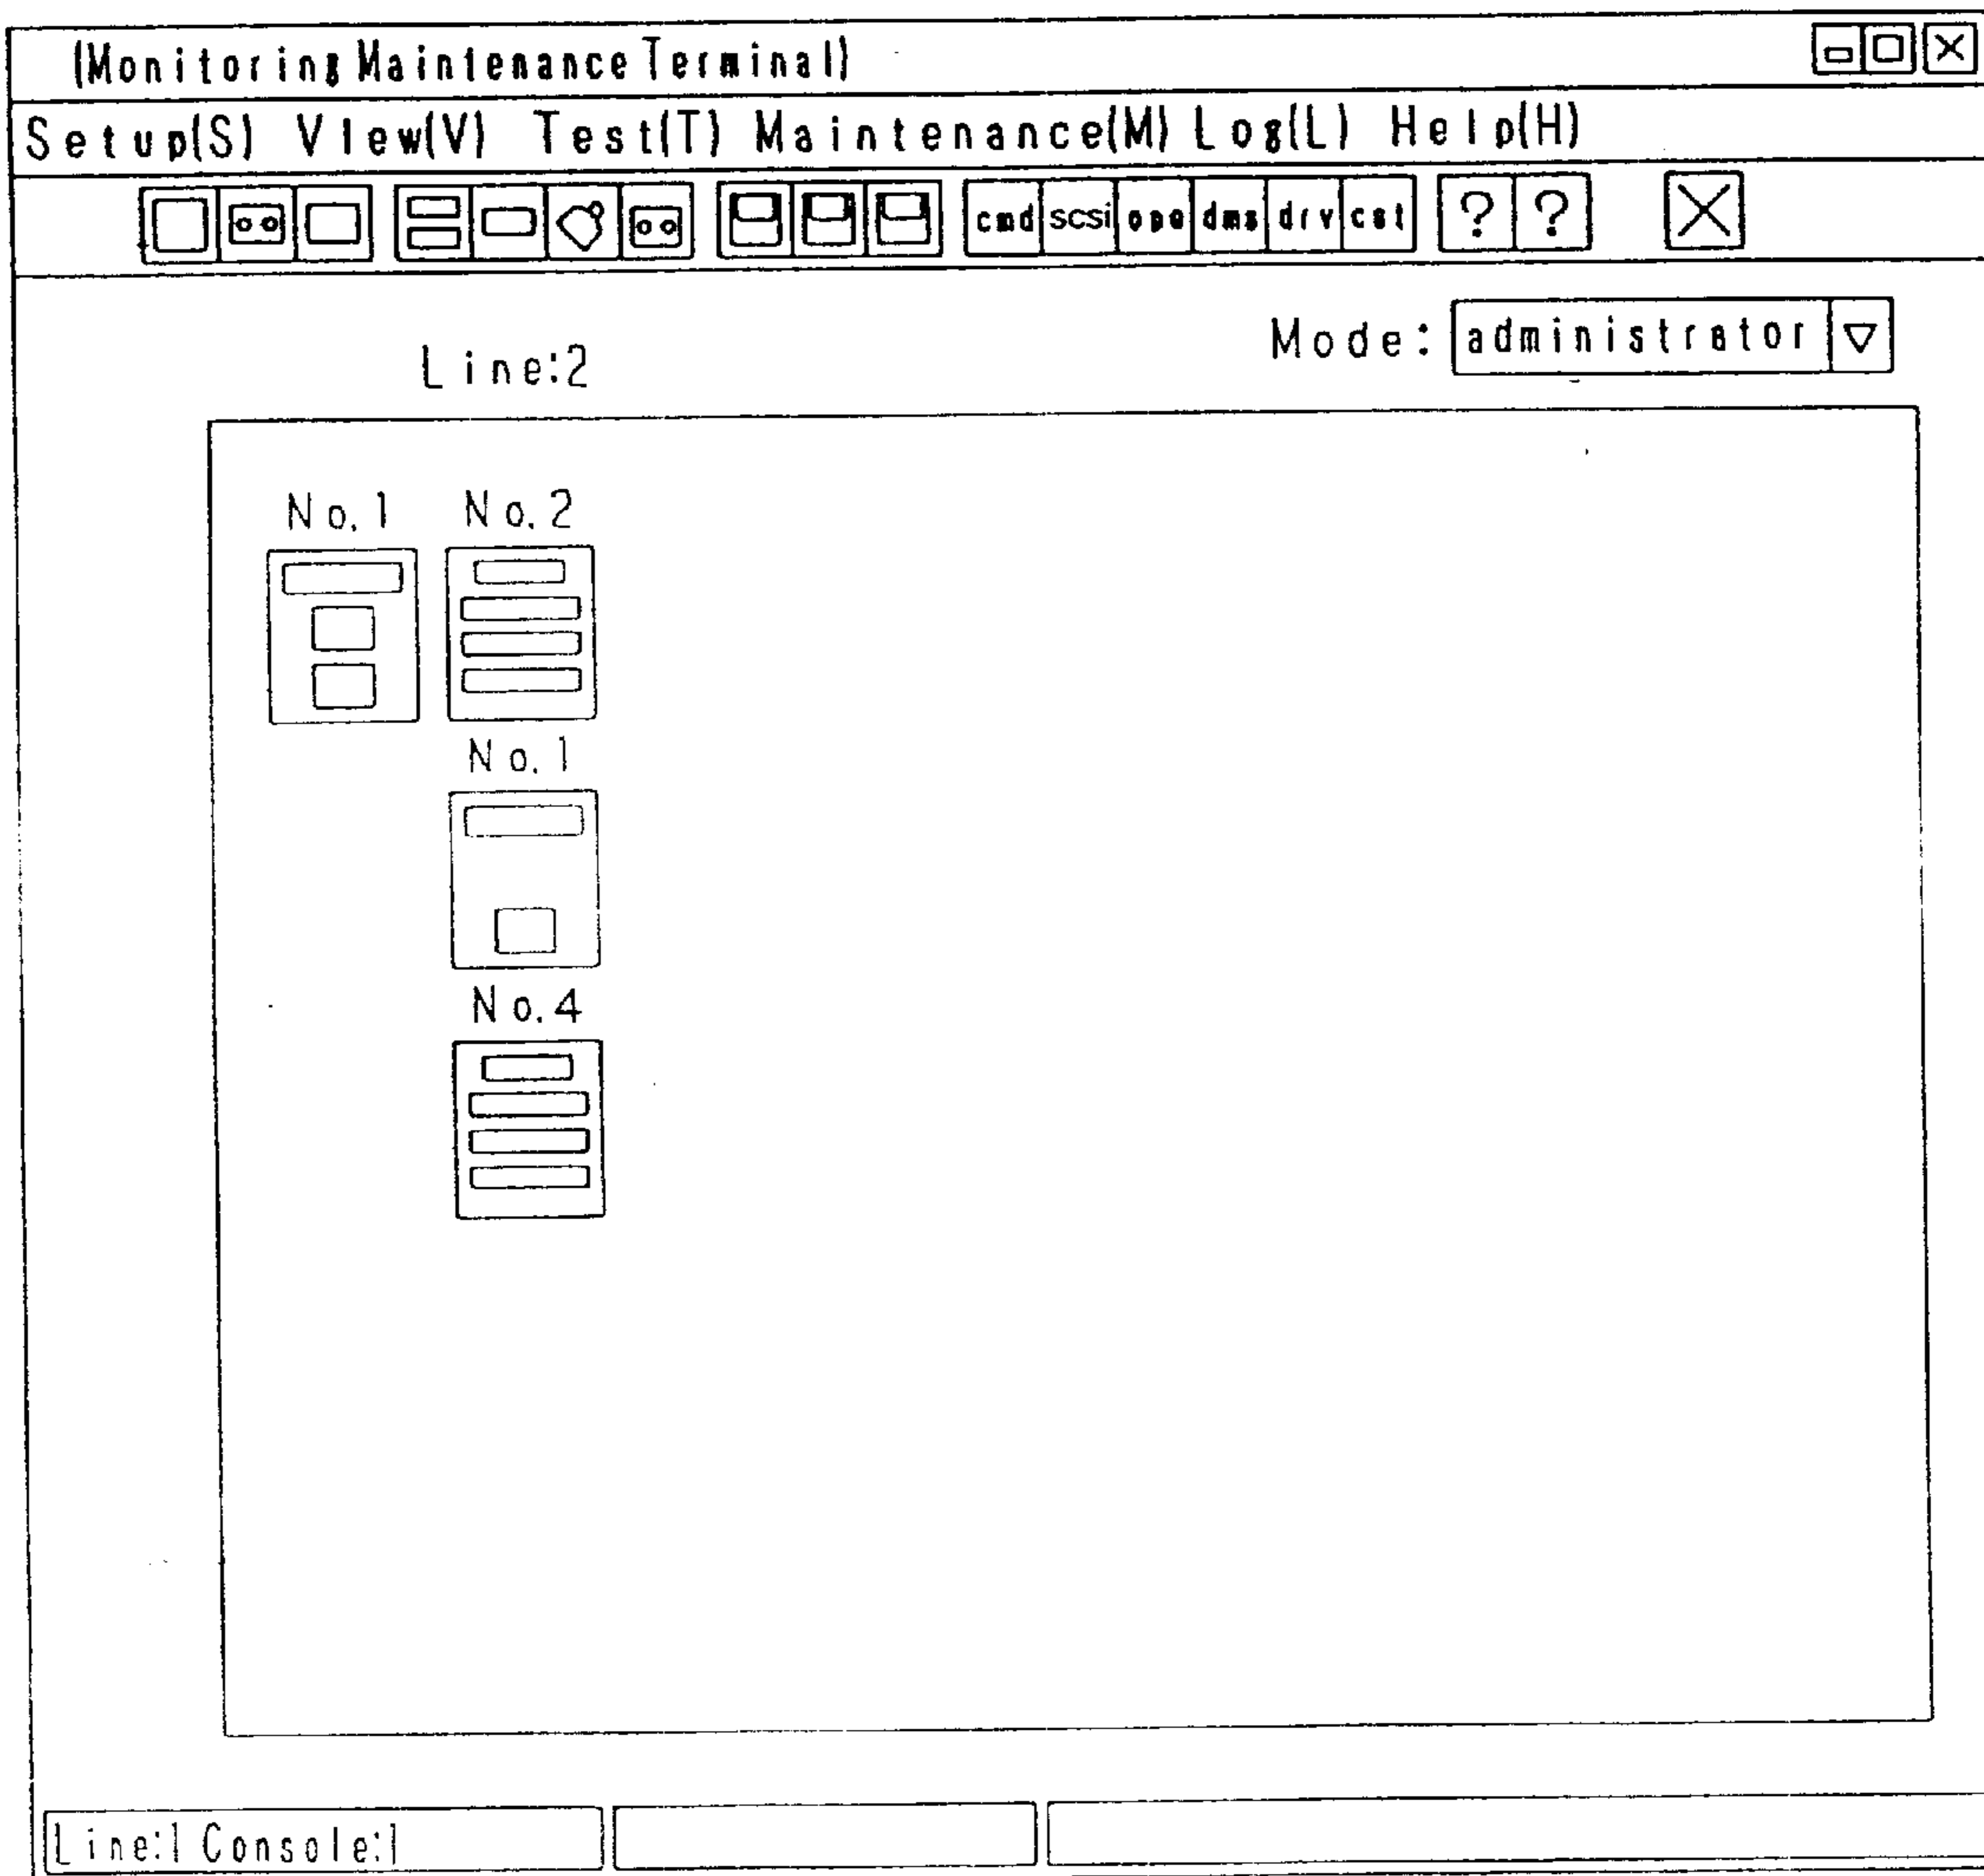 (Monitoring Maintenance Terminal)
Setup(S) View(V) Test(T) Maintenance(M) Log(L) Help(H)
cmd scsi ope dms drv cst ? ?
Mode: administrator
Line:2
No.1 No.2
No.1
No.4
Line:1 Console:1